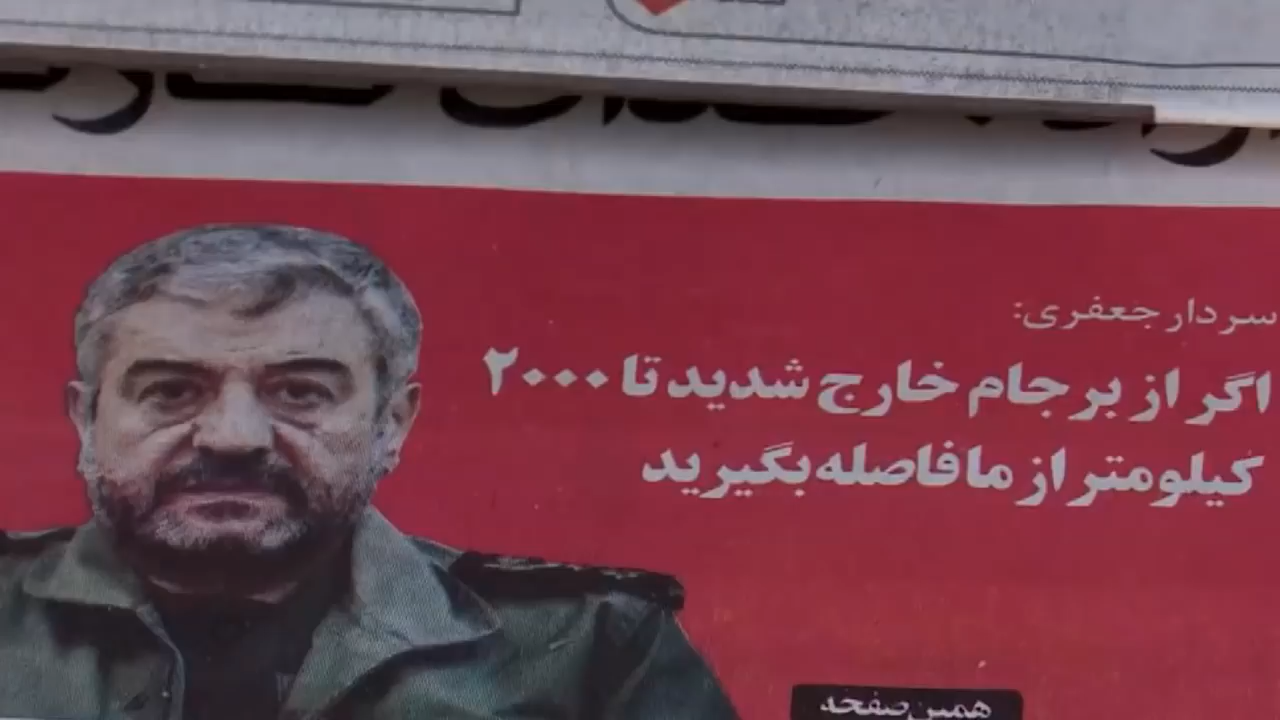 سردار جعفری:
اگر از برجام خارج شدید تا ۲۰۰۰
کیلومتر از ما فاصله بگیرید
همین صفحه